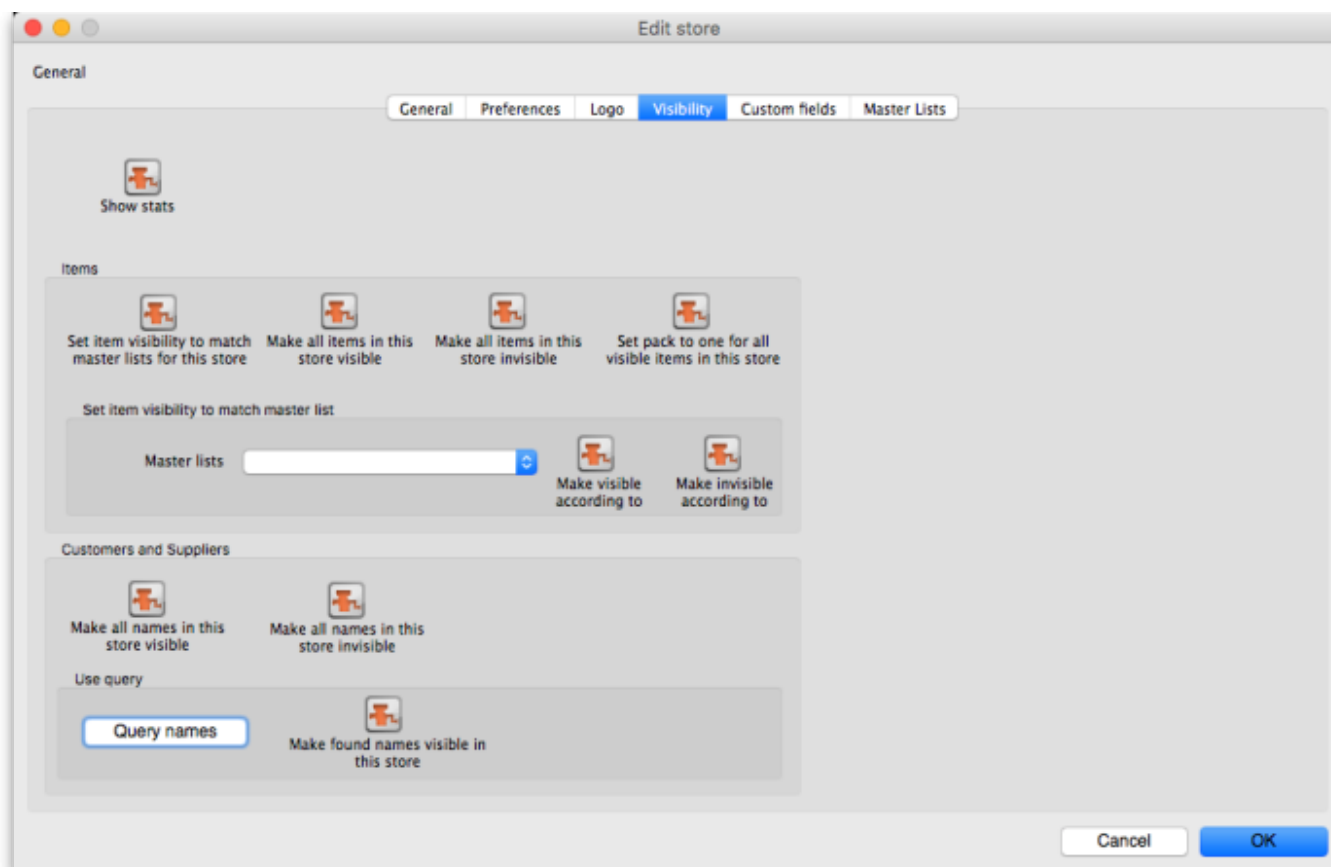 Edit store
General
General Preferences Logo Visibility Custom fields Master Lists
Show stats
Items
Set item visibility to match
master lists for this store
Make all items in this
store visible
Make all items in this
store invisible
Set pack to one for all
visible items in this store
Set item visibility to match master list
Master lists
Make visible
according to
Make invisible
according to
Customers and Suppliers
Make all names in this
store visible
Make all names in this
store invisible
Use query
Query names
Make found names visible in
this store
Cancel
OK